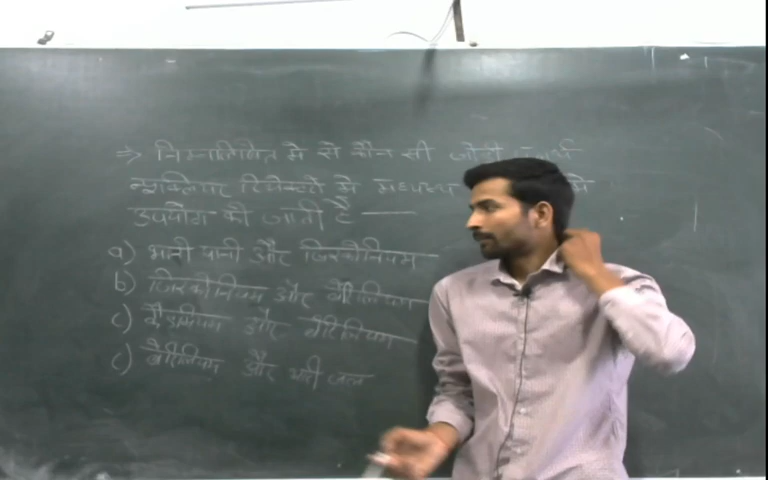 ⇒ निम्नलिखित मे से कौन सी जोड़ी
न्यूक्लियर रिएक्टरो मे मे
उपयोग की जाती है —
a) भारी पानी और जिरकोनियम
b) जिरकोनियम और बेरिलियम
c) कैडमियम और बेरिलियम
c) बेरिलियम और भारी जल